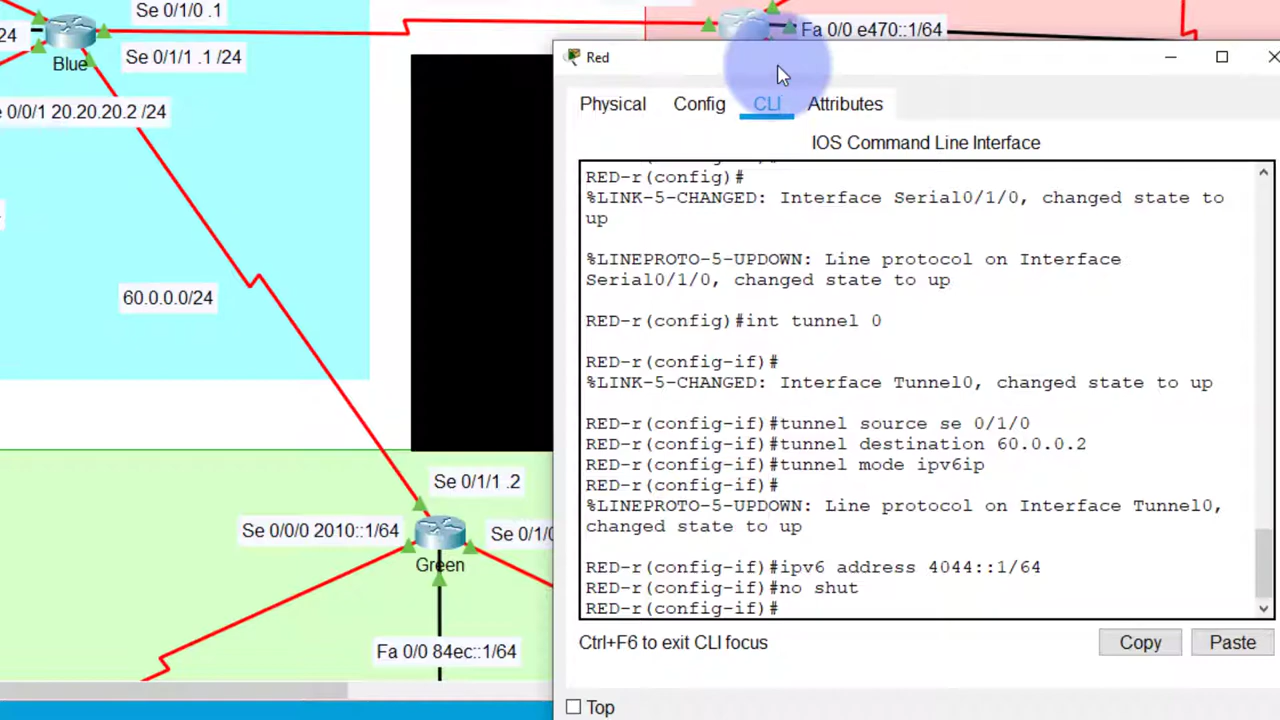 Se 0/1/0 .1
24
Se 0/1/1 .1 /24
Blue
e 0/0/1 20.20.20.2 /24
60.0.0.0/24
Se 0/1/1 .2
Se 0/0/0 2010::1/64
Se 0/1/0
Green
Fa 0/0 84ec::1/64
Fa 0/0 e470::1/64
Red
Physical Config CLI Attributes
IOS Command Line Interface
RED-r(config)#
%LINK-5-CHANGED: Interface Serial0/1/0, changed state to
up
%LINEPROTO-5-UPDOWN: Line protocol on Interface
Serial0/1/0, changed state to up
RED-r(config)#int tunnel 0
RED-r(config-if)#
%LINK-5-CHANGED: Interface Tunnel0, changed state to up
RED-r(config-if)#tunnel source se 0/1/0
RED-r(config-if)#tunnel destination 60.0.0.2
RED-r(config-if)#tunnel mode ipv6ip
RED-r(config-if)#
%LINEPROTO-5-UPDOWN: Line protocol on Interface Tunnel0,
changed state to up
RED-r(config-if)#ipv6 address 4044::1/64
RED-r(config-if)#no shut
RED-r(config-if)#
Ctrl+F6 to exit CLI focus
Copy Paste
Top